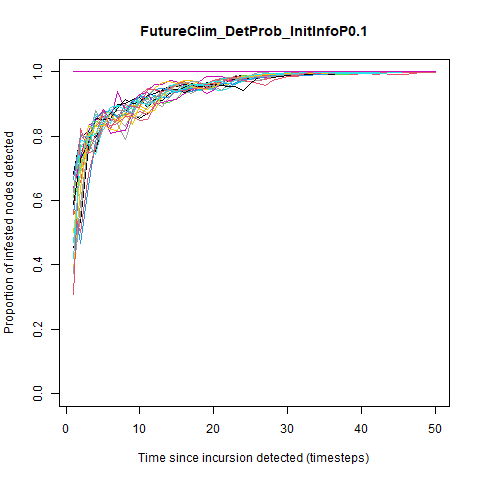 FutureClim_DetProb_InitInfoP0.1
1.0
0.8
0.6
0.4
0.2
0.0
Proportion of infested nodes detected
0 10 20 30 40 50
Time since incursion detected (timesteps)